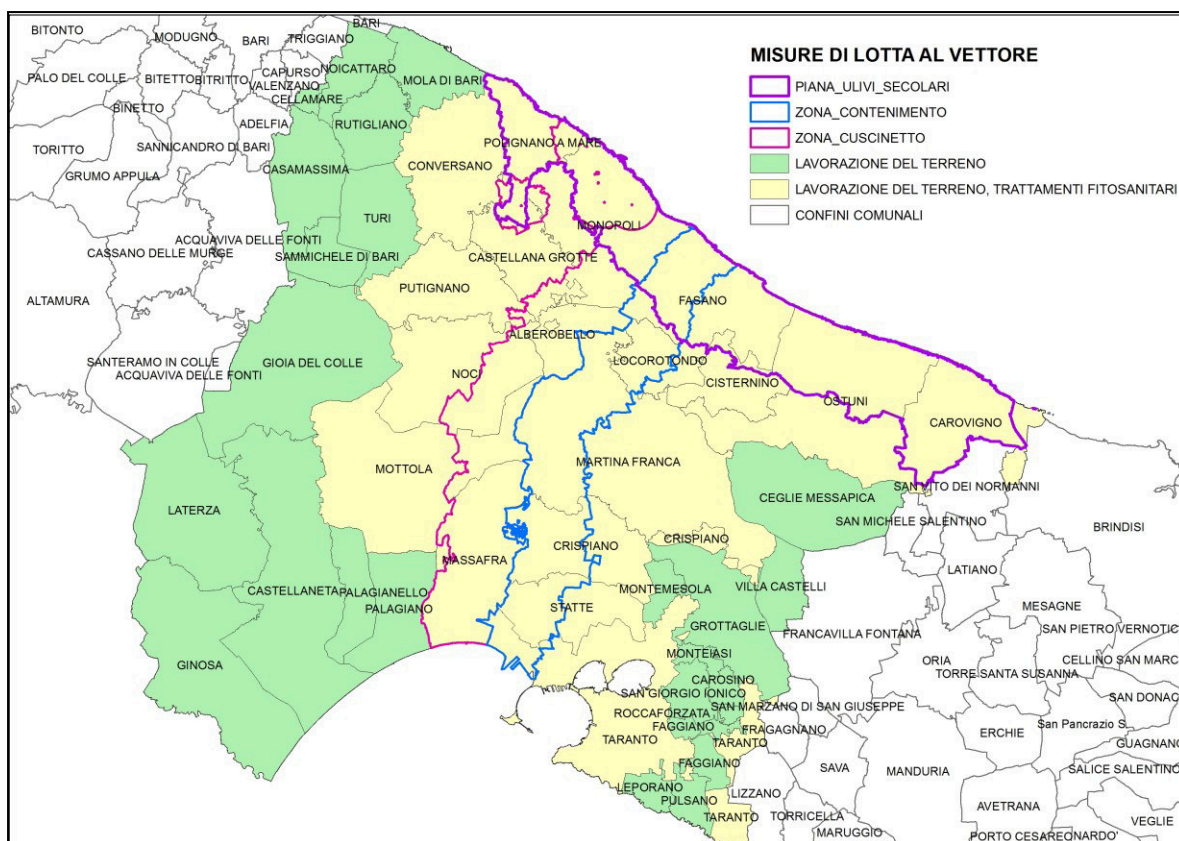 MISURE DI LOTTA AL VETTORE
PIANA_ULIVI_SECOLARI
ZONA_CONTENIMENTO
ZONA_CUSCINETTO
LAVORAZIONE DEL TERRENO
LAVORAZIONE DEL TERRENO, TRATTAMENTI FITOSANITARI
CONFINI COMUNALI
BARI
BITONTO
MODUGNO
BARI
TRIGGIANO
NOICATTARO
PALO DEL COLLE
BITETTO
BITRITTO
CAPURSO
VALENZANO
CELLAMARE
MOLA DI BARI
BINETTO
ADELFIA
RUTIGLIANO
TORITTO
SANNICANDRO DI BARI
POLIGNANO A MARE
CONVERSANO
CASAMASSIMA
GRUMO APPULA
TURI
MONOPOLI
ACQUAVIVA DELLE FONTI
CASSANO DELLE MURGE
SAMMICHELE DI BARI
CASTELLANA GROTTE
PUTIGNANO
ALTAMURA
FASANO
ALBEROBELLO
SANTERAMO IN COLLE
GIOIA DEL COLLE
LOCOROTONDO
ACQUAVIVA DELLE FONTI
NOCI
CISTERNINO
OSTUNI
CAROVIGNO
MARTINA FRANCA
MOTTOLA
CEGLIE MESSAPICA
SAN VITO DEI NORMANNI
LATERZA
SAN MICHELE SALENTINO
BRINDISI
CRISPIANO
CRISPIANO
MASSAFRA
LATIANO
CASTELLANETA
PALAGIANELLO
MONTEMESOLA
VILLA CASTELLI
PALAGIANO
STATTE
MESAGNE
GROTTAGLIE
SAN PIETRO VERNOTIC
FRANCAVILLA FONTANA
GINOSA
MONTEIASI
ORIA
CELLINO SAN MARC
TORRE SANTA SUSANNA
CAROSINO
SAN GIORGIO IONICO
SAN DONAC
SAN MARZANO DI SAN GIUSEPPE
ROCCAFORZATA
FAGGIANO
FRAGAGNANO
San Pancrazio S.
ERCHIE
TARANTO
TARANTO
GUAGNANO
FAGGIANO
SAVA
MANDURIA
SALICE SALENTINO
LEPORANO
PULSANO
LIZZANO
AVETRANA
TARANTO
TORRICELLA
VEGLIE
MARUGGIO
PORTO CESAREO
NARDO'